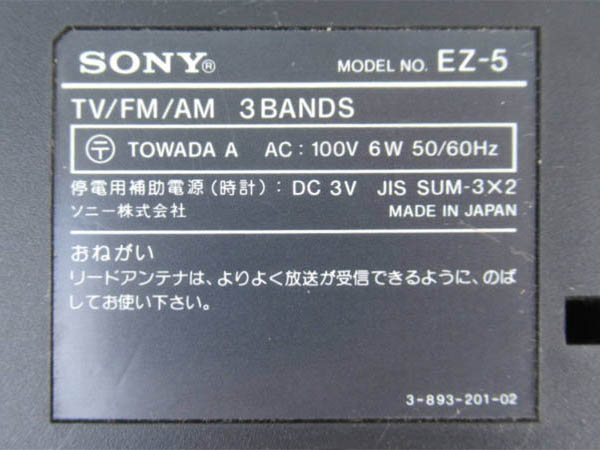 SONY® MODEL NO. EZ-5
TV/FM/AM 3 BANDS
〒 TOWADA A AC : 100V 6W 50/60Hz
停電用補助電源(時計) : DC 3V JIS SUM-3×2
ソニー株式会社 MADE IN JAPAN
おねがい
リードアンテナは、よりよく放送が受信できるように、のば
してお使い下さい。
3-893-201-02